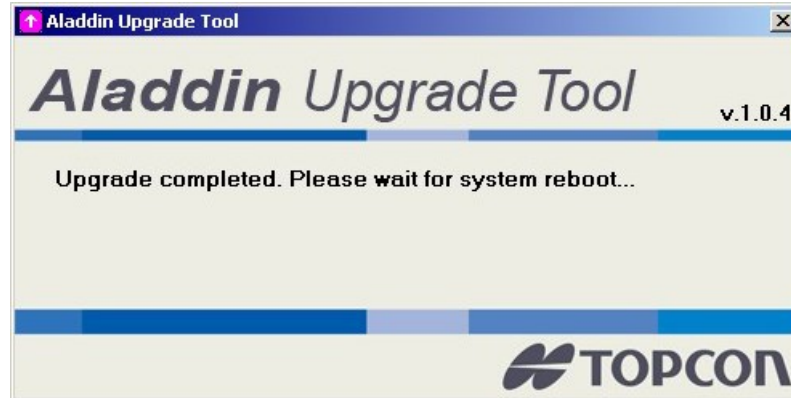 Aladdin Upgrade Tool
Aladdin Upgrade Tool
v.1.0.4
Upgrade completed. Please wait for system reboot...
TOPCON